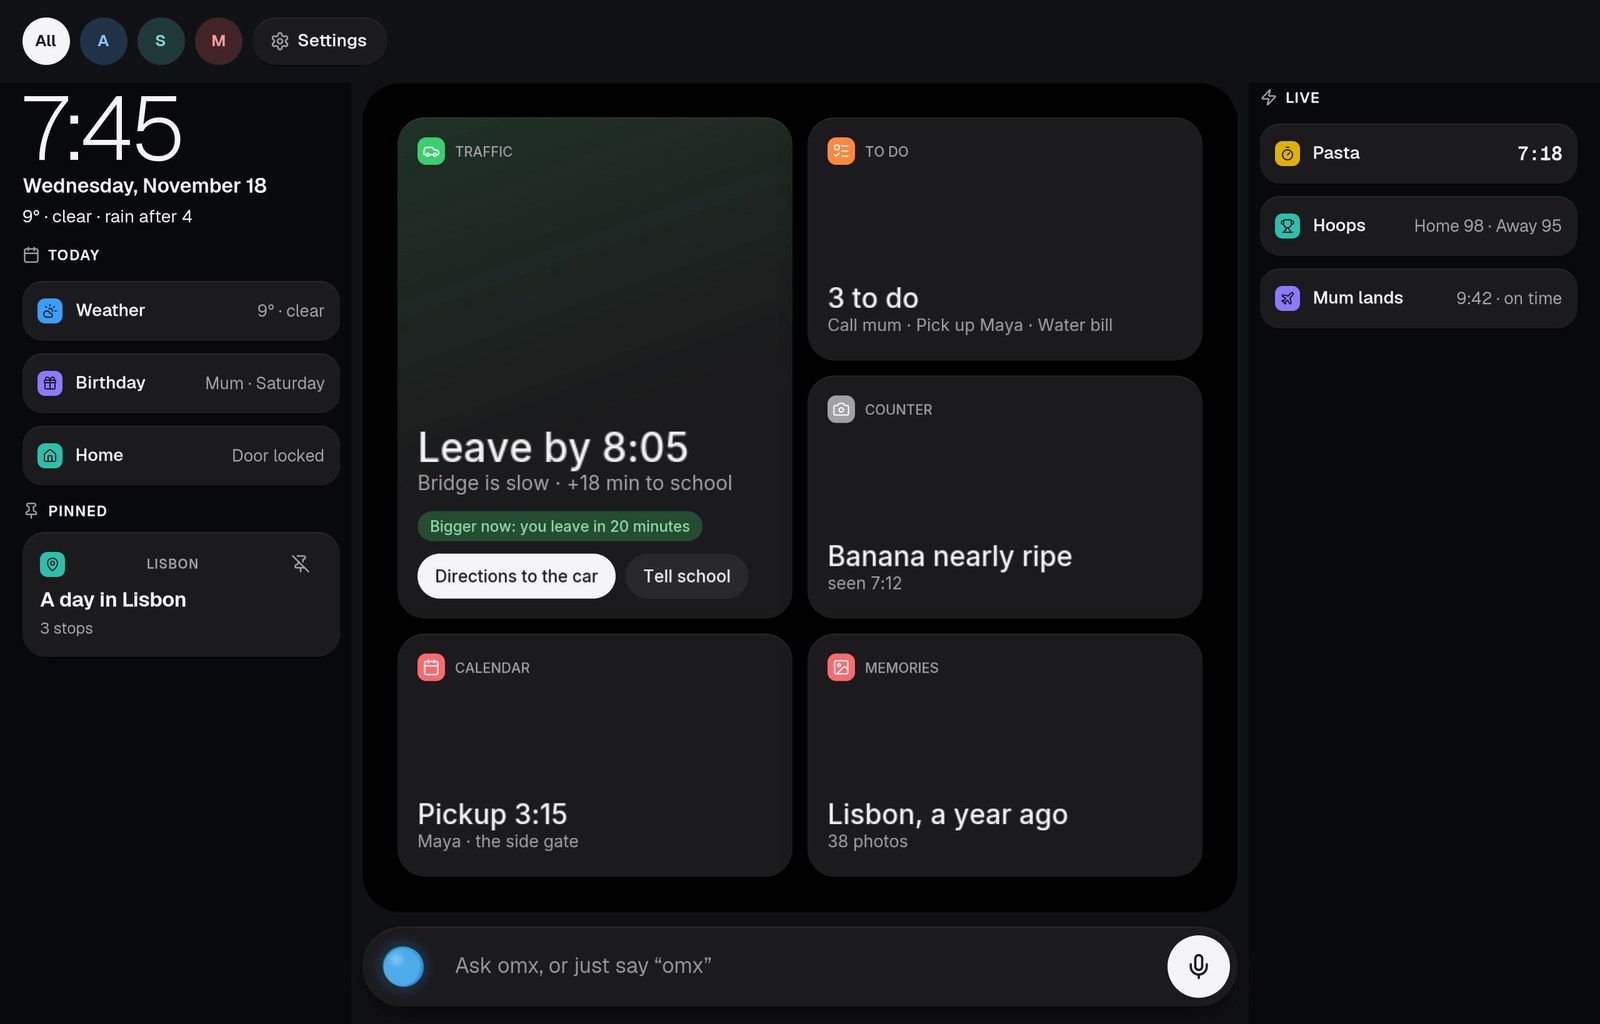 All
A
S
M
Settings
7:45
Wednesday, November 18
9° · clear · rain after 4
TODAY
Weather
9° · clear
Birthday
Mum · Saturday
Home
Door locked
PINNED
LISBON
A day in Lisbon
3 stops
TRAFFIC
Leave by 8:05
Bridge is slow · +18 min to school
Bigger now: you leave in 20 minutes
Directions to the car
Tell school
TO DO
3 to do
Call mum · Pick up Maya · Water bill
COUNTER
Banana nearly ripe
seen 7:12
CALENDAR
Pickup 3:15
Maya · the side gate
MEMORIES
Lisbon, a year ago
38 photos
Ask omx, or just say “omx”
LIVE
Pasta
7:18
Hoops
Home 98 · Away 95
Mum lands
9:42 · on time